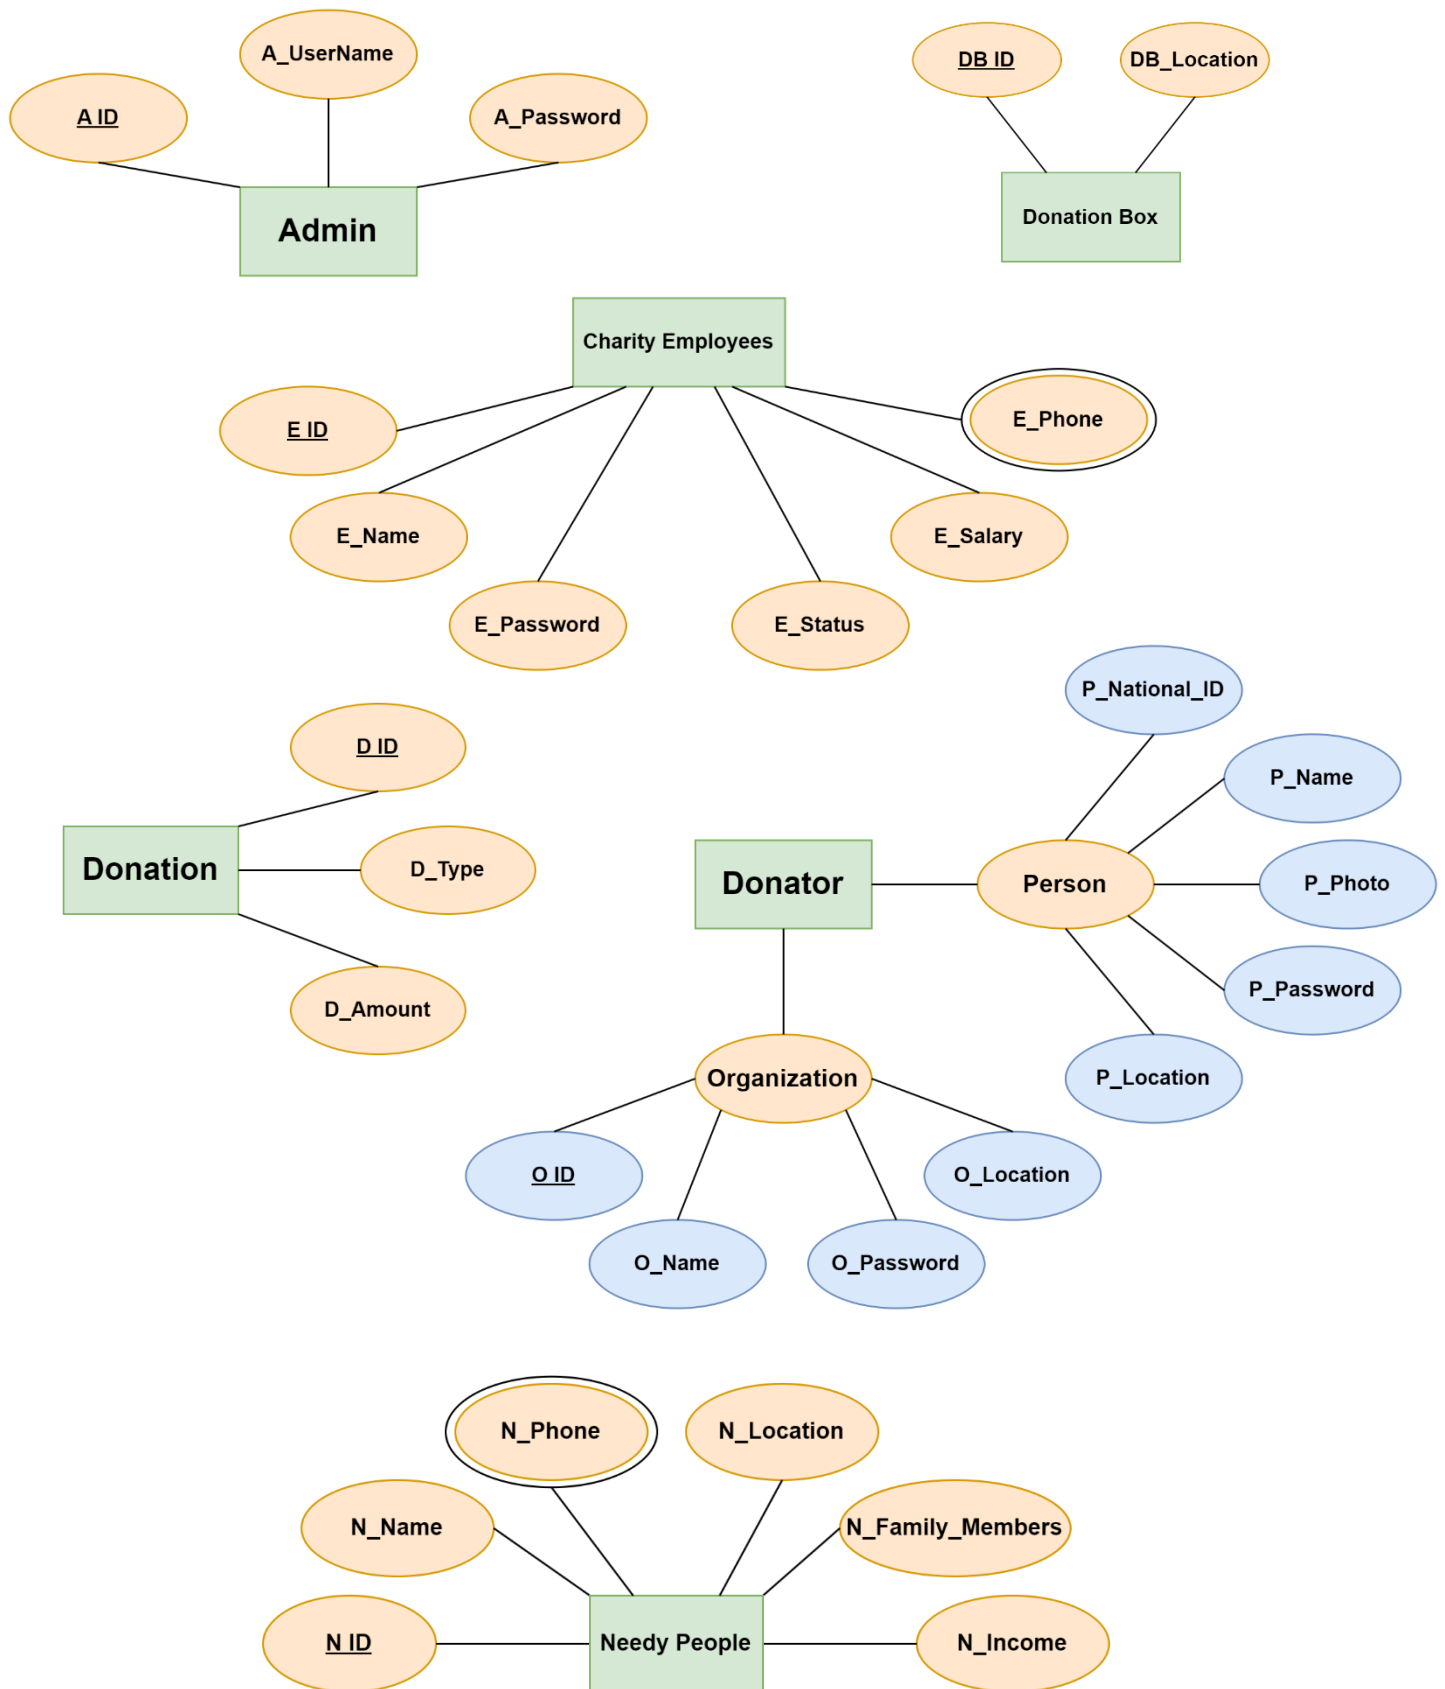 A_UserName
DB ID
DB_Location
A ID
A_Password
Admin
Donation Box
Charity Employees
E ID
E_Phone
E_Name
E_Salary
E_Password
E_Status
P_National_ID
D ID
P_Name
Donation
D_Type
Donator
Person
P_Photo
D_Amount
P_Password
Organization
P_Location
O ID
O_Location
O_Name
O_Password
N_Phone
N_Location
N_Name
N_Family_Members
N ID
Needy People
N_Income